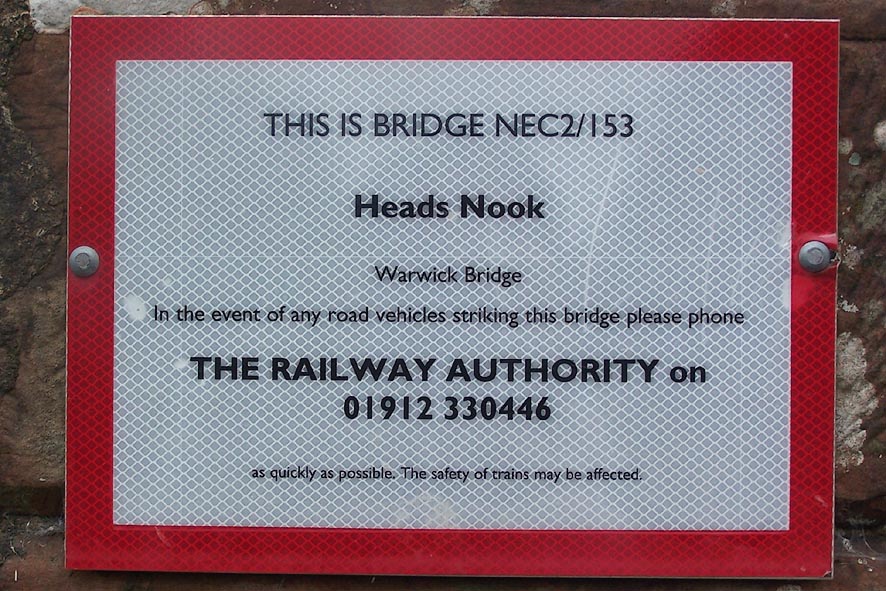 THIS IS BRIDGE NEC2/153
Heads Nook
Warwick Bridge
In the event of any road vehicles striking this bridge please phone
THE RAILWAY AUTHORITY on
01912 330446
as quickly as possible. The safety of trains may be affected.